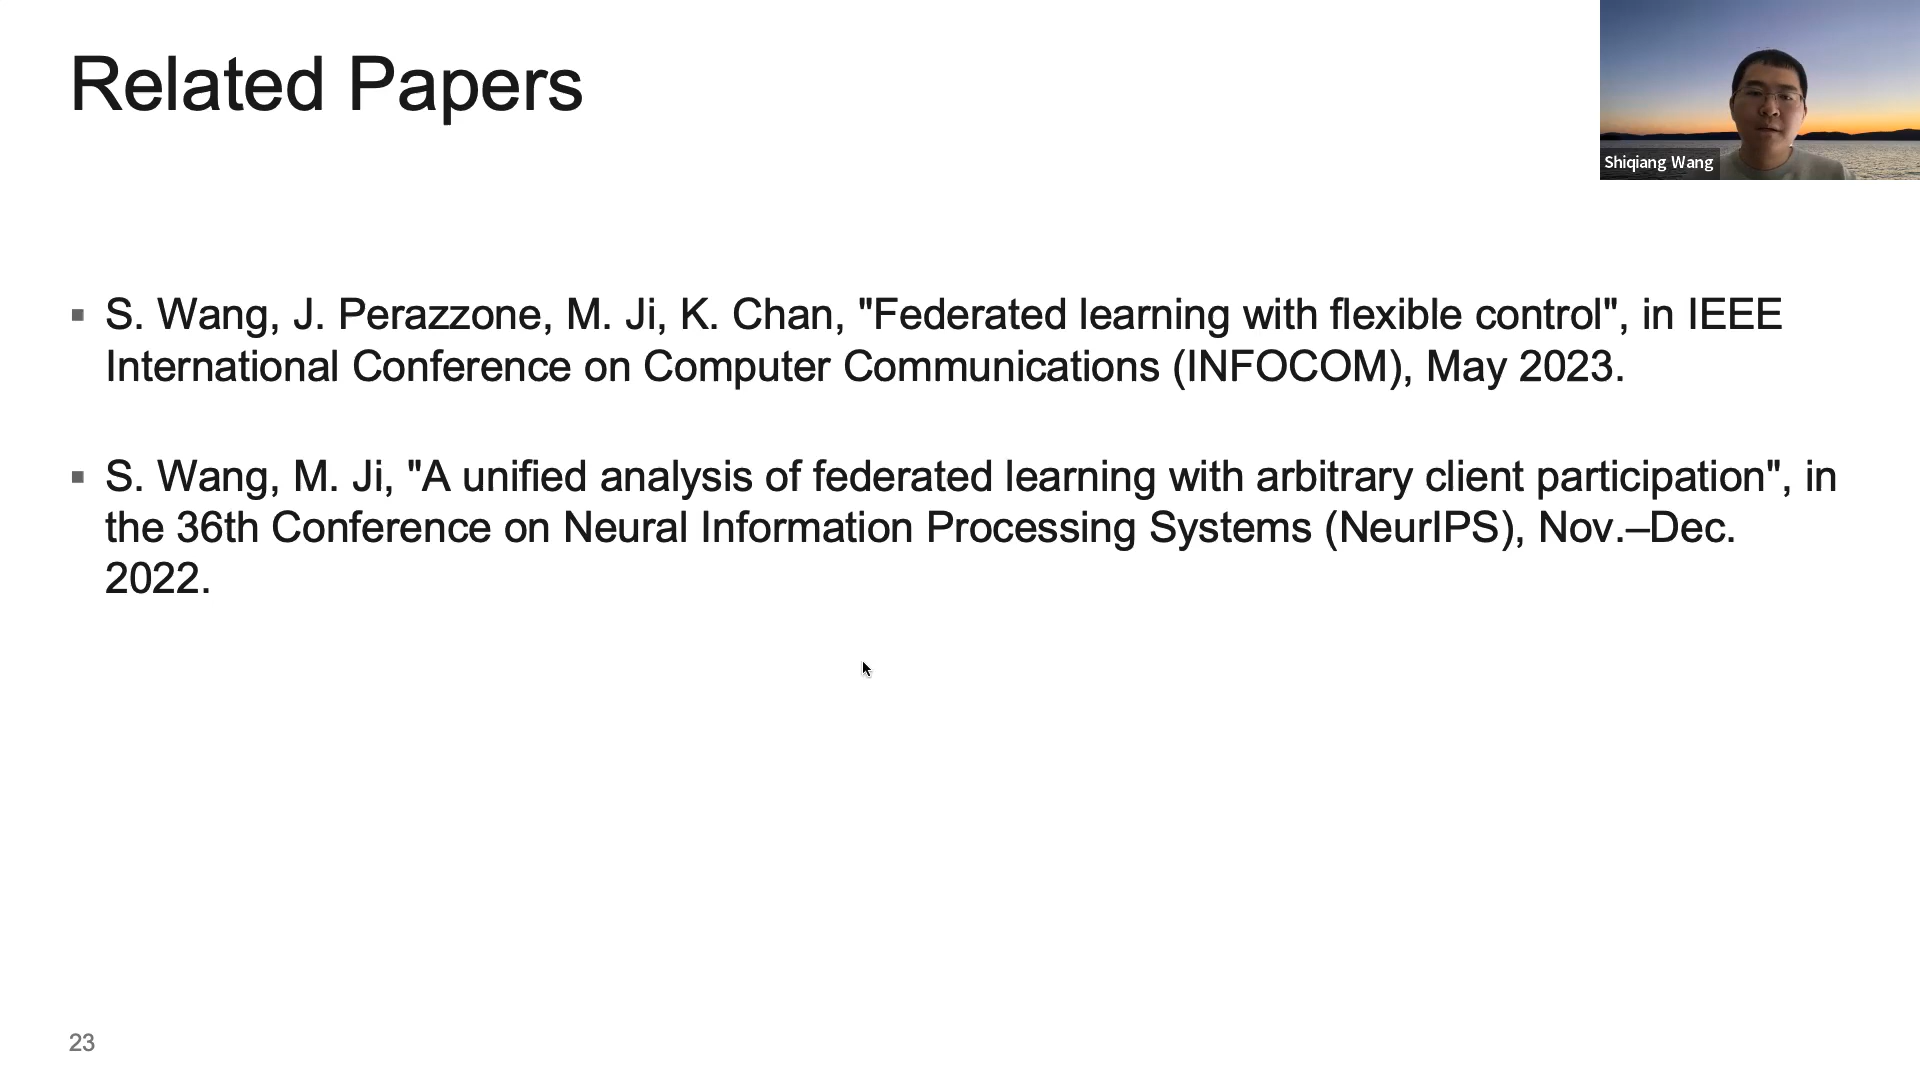 Related Papers
Shiqiang Wang
▪ S. Wang, J. Perazzone, M. Ji, K. Chan, "Federated learning with flexible control", in IEEE
International Conference on Computer Communications (INFOCOM), May 2023.
▪ S. Wang, M. Ji, "A unified analysis of federated learning with arbitrary client participation", in
the 36th Conference on Neural Information Processing Systems (NeurIPS), Nov.–Dec.
2022.
23